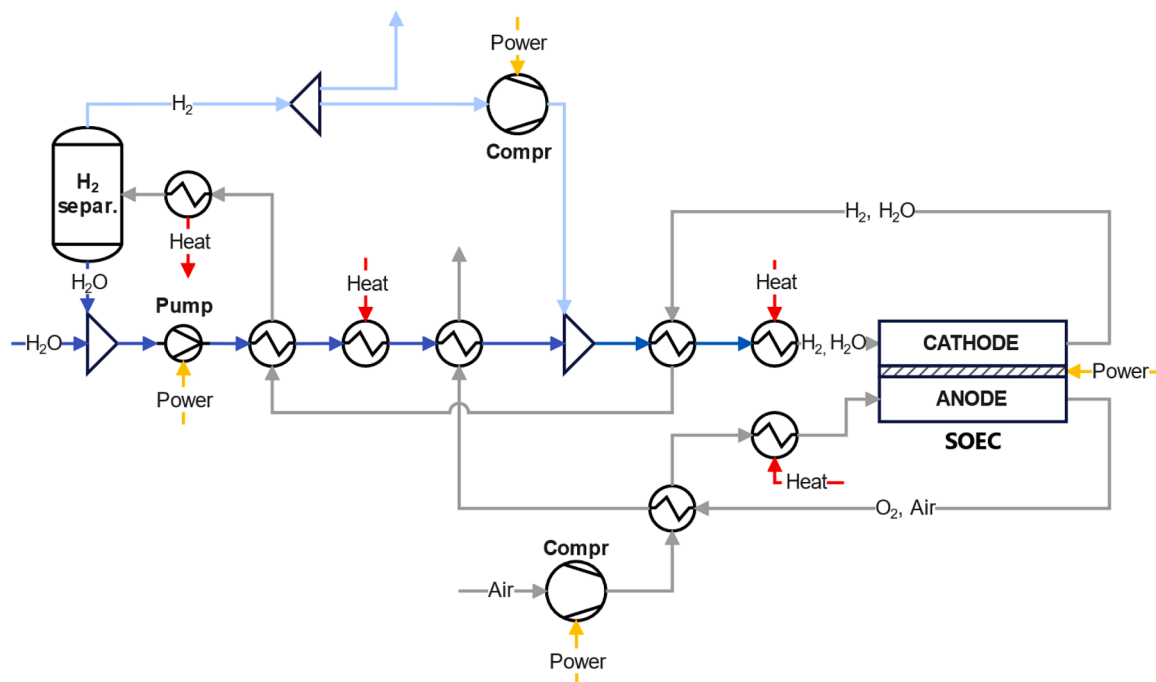 Power
H₂
Compr
H₂
separ.
H₂, H₂O
Heat
H₂O
Heat
Heat
Pump
H₂O
H₂, H₂O
CATHODE
Power
Power
ANODE
SOEC
Heat
O₂, Air
Compr
Air
Power